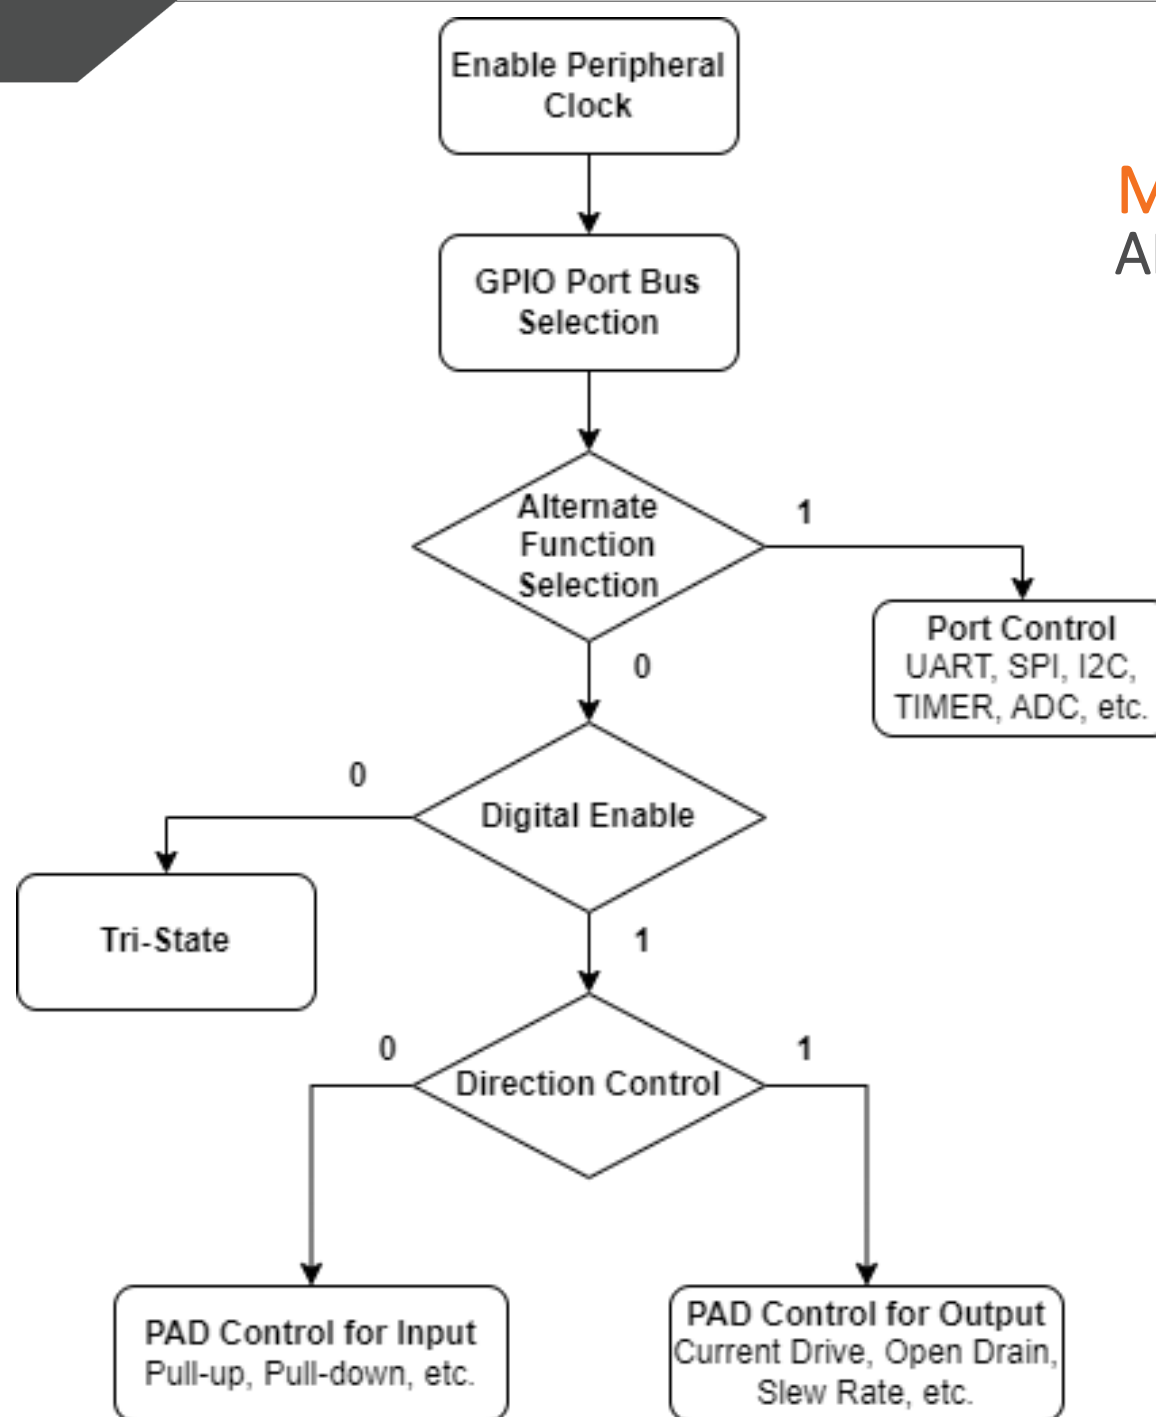 Enable Peripheral
Clock
GPIO Port Bus
Selection
Alternate
Function
Selection
1
0
Port Control
UART, SPI, I2C,
TIMER, ADC, etc.
0
Digital Enable
Tri-State
1
0
Direction Control
1
PAD Control for Input
Pull-up, Pull-down, etc.
PAD Control for Output
Current Drive, Open Drain,
Slew Rate, etc.